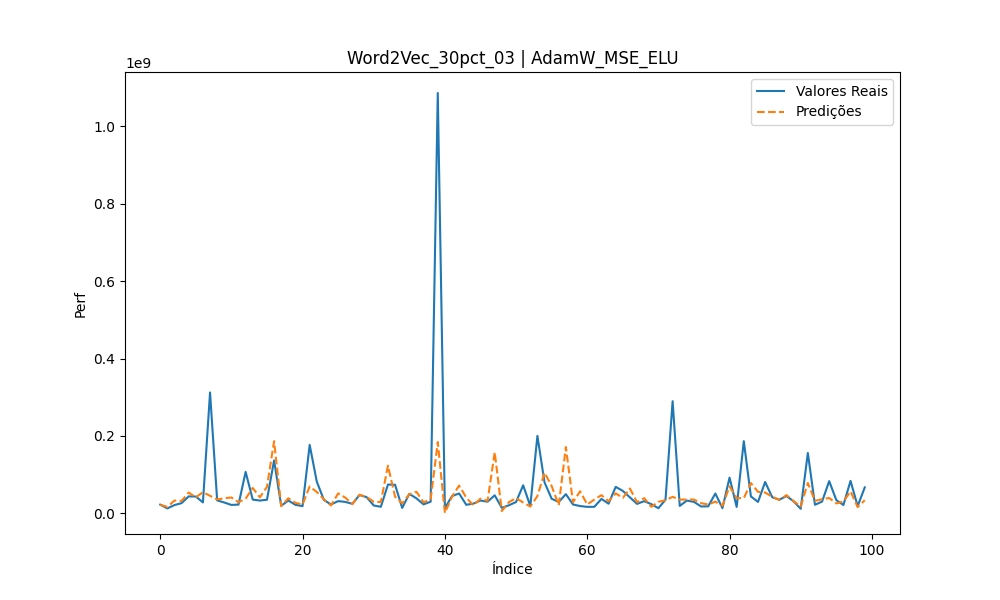 Word2Vec_30pct_03 | AdamW_MSE_ELU
1e9
Valores Reais
Predições
1.0
0.8
0.6
0.4
0.2
0.0
Perf
0 20 40 60 80 100
Índice